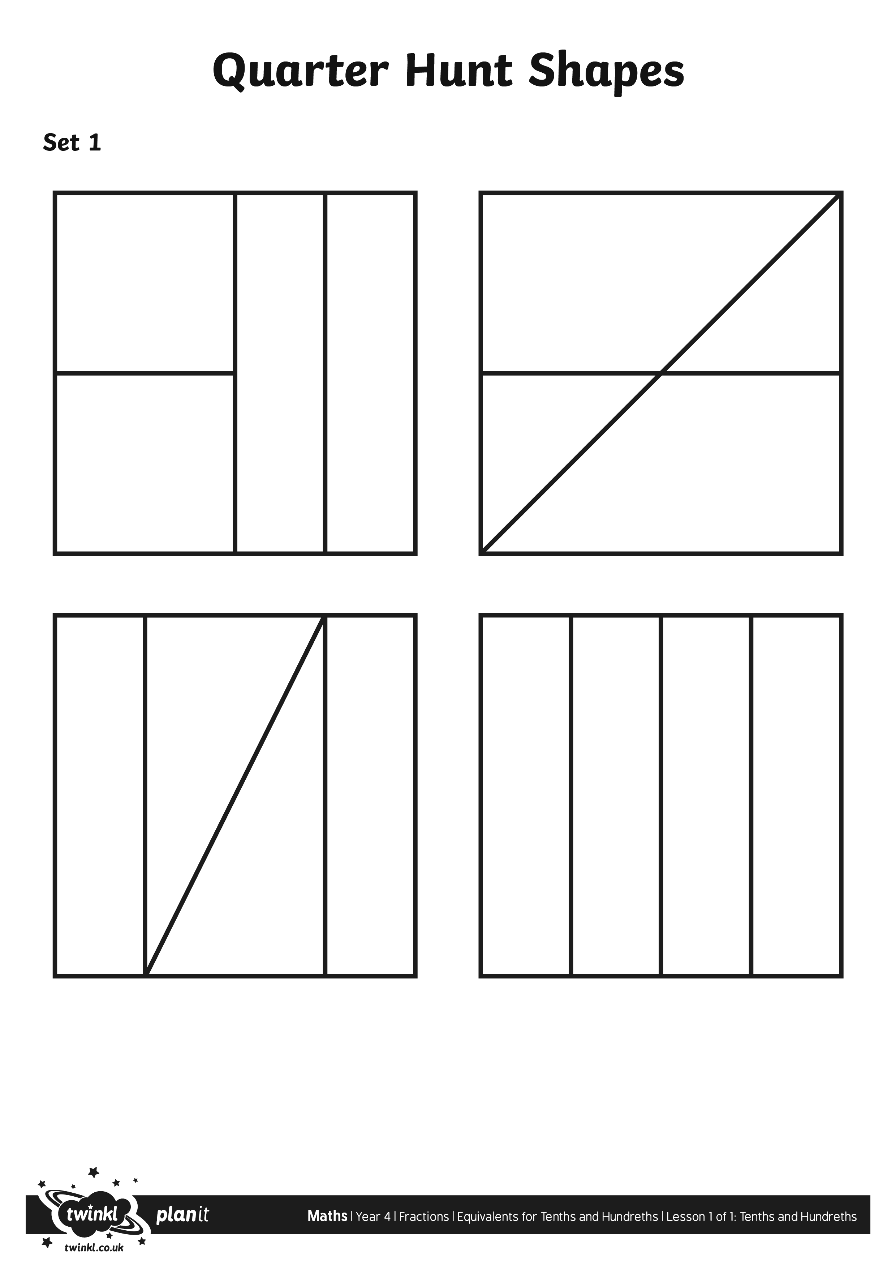 Quarter Hunt Shapes
Set 1
twinkl planit
twinkl.co.uk
Maths | Year 4 | Fractions | Equivalents for Tenths and Hundreths | Lesson 1 of 1: Tenths and Hundreths